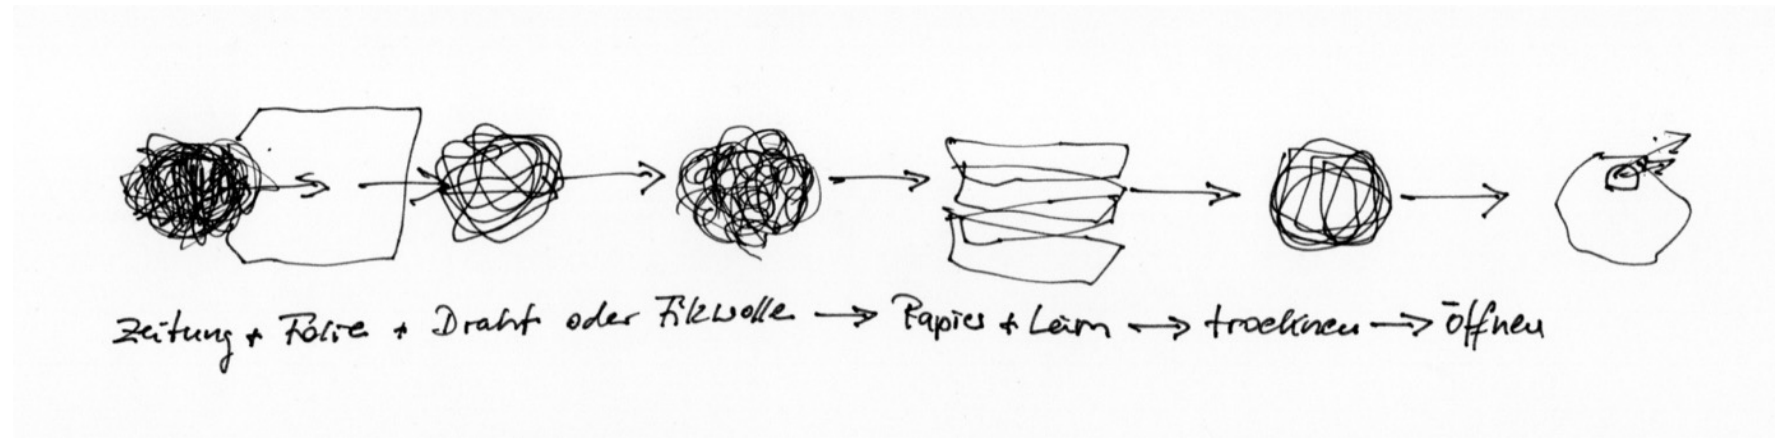 Zeitung + Folie + Draht oder Filzwolle → Papier + Leim → trocknen → öffnen